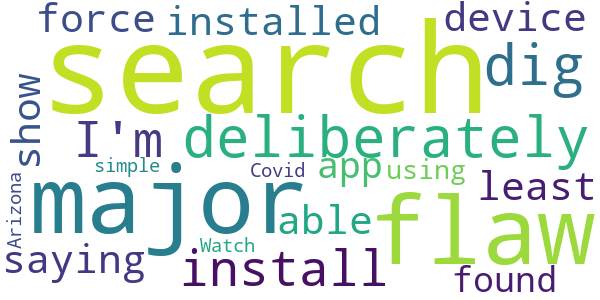 force installed device
search dig
show I'm deliberately
simple Covid app using
Arizona major able flaw least
saying Watch install found